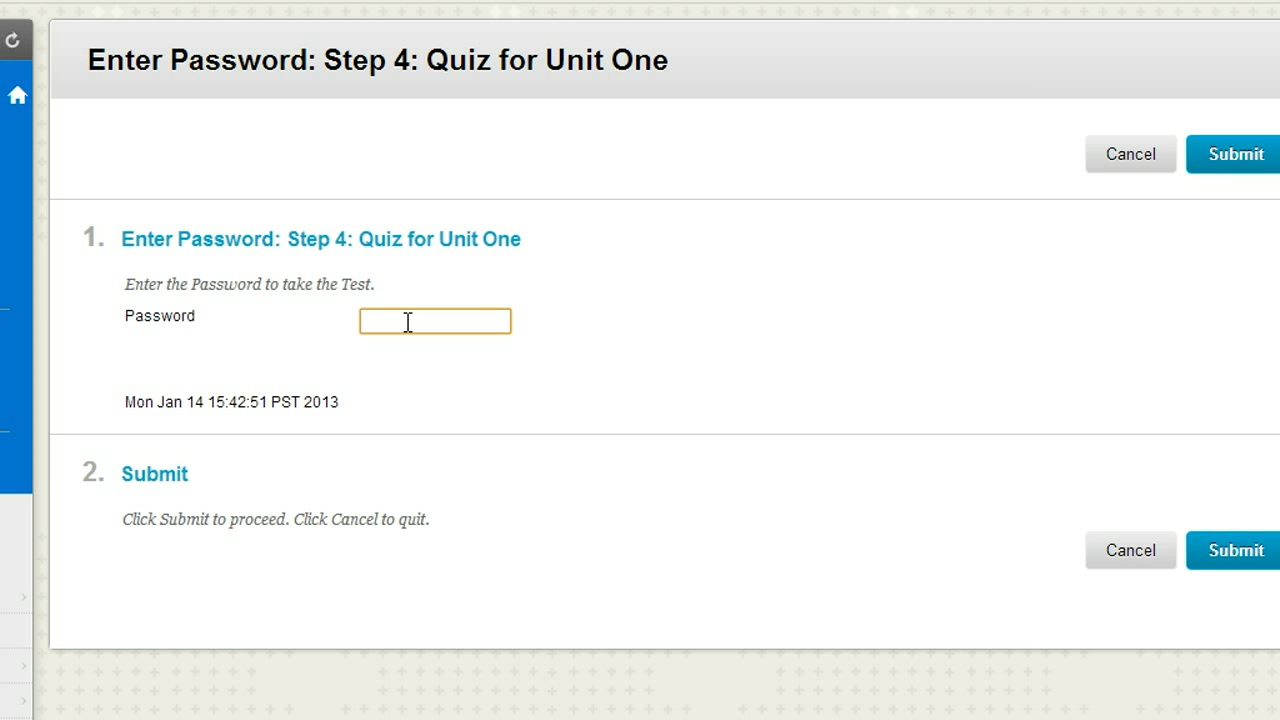 Enter Password: Step 4: Quiz for Unit One
Cancel
Submit
1. Enter Password: Step 4: Quiz for Unit One
Enter the Password to take the Test.
Password
Mon Jan 14 15:42:51 PST 2013
2. Submit
Click Submit to proceed. Click Cancel to quit.
Cancel
Submit